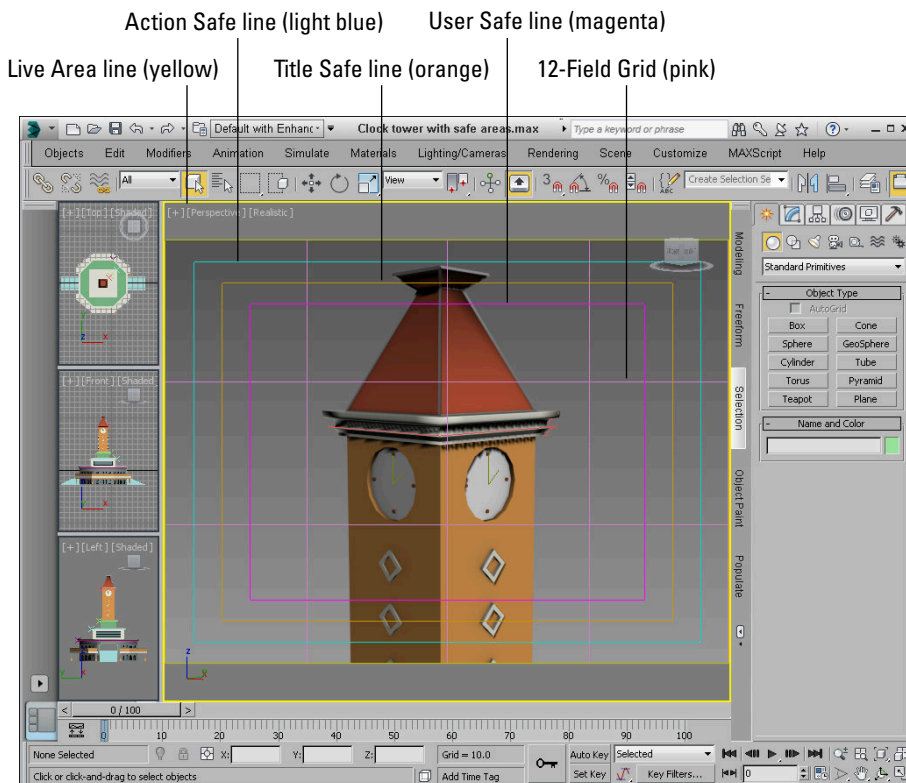 Action Safe line (light blue) User Safe line (magenta)
Live Area line (yellow) Title Safe line (orange) 12-Field Grid (pink)
Default with Enhanc Clock tower with safe areas.max Type a keyword or phrase
Objects Edit Modifiers Animation Simulate Materials Lighting/Cameras Rendering Scene Customize MAXScript Help
All View 3 % ABC Create Selection Se
[+][Top][Shaded]
[+][Perspective][Realistic]
Modeling
Freeform
Selection
Object Paint
Populate
Standard Primitives
- Object Type
AutoGrid
Box Cone
Sphere GeoSphere
Cylinder Tube
Torus Pyramid
Teapot Plane
- Name and Color
[+][Front][Shaded
z x
[+][Left][Shaded]
z
< 0 / 100 >
0 10 20 30 40 50 60 70 80 90 100
None Selected X: Y: Z: Grid = 10.0 Auto Key Selected
Click or click-and-drag to select objects Add Time Tag Set Key Key Filters... 0